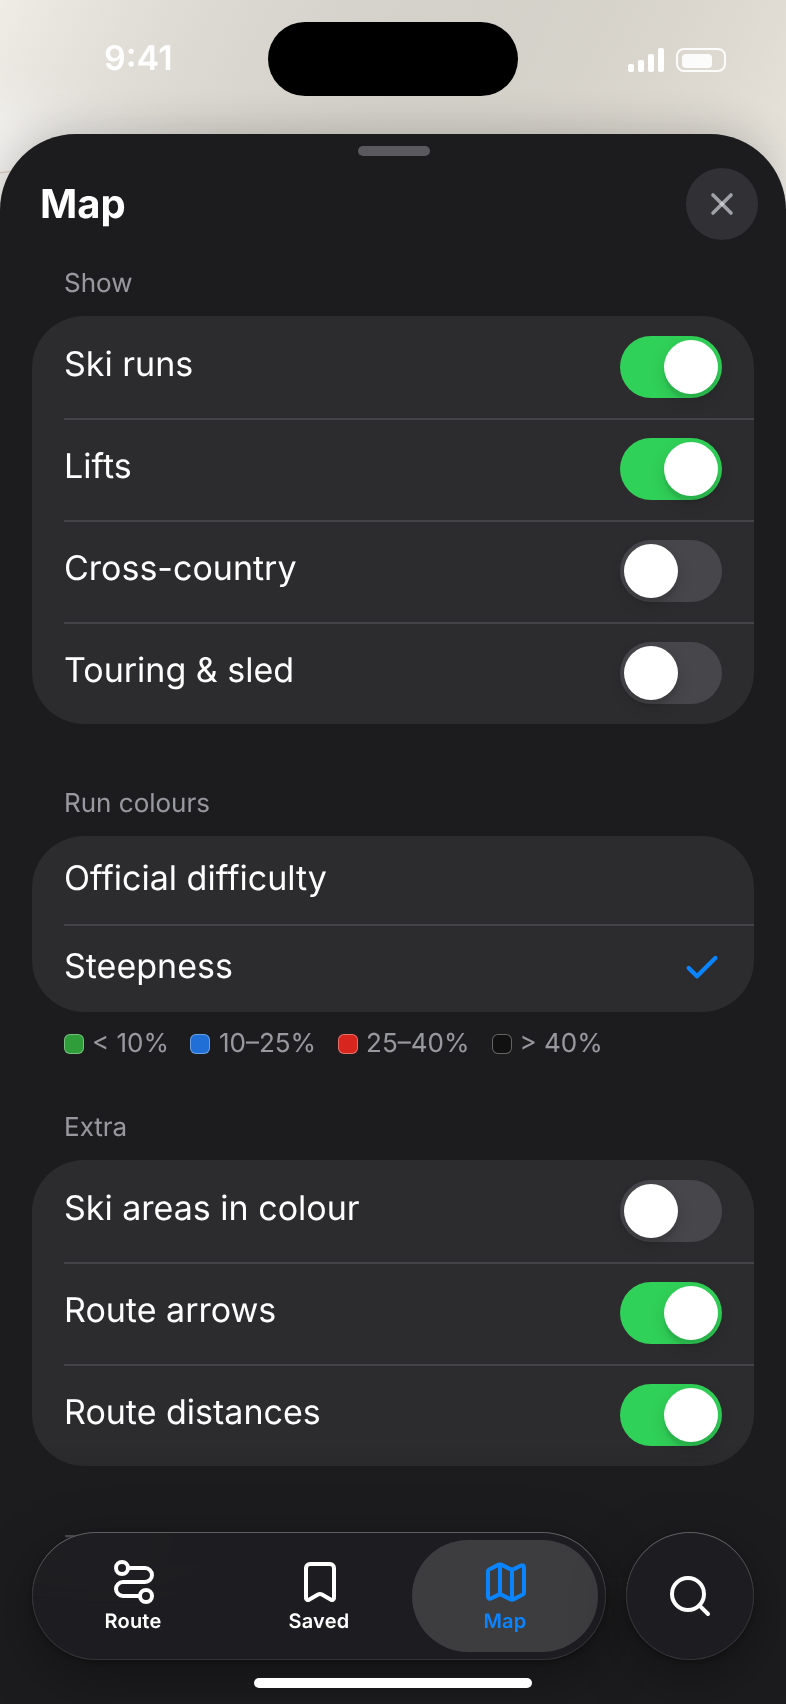 9:41
Map
Show
Ski runs
Lifts
Cross-country
Touring & sled
Run colours
Official difficulty
Steepness
< 10% 10–25% 25–40% > 40%
Extra
Ski areas in colour
Route arrows
Route distances
Route Saved Map